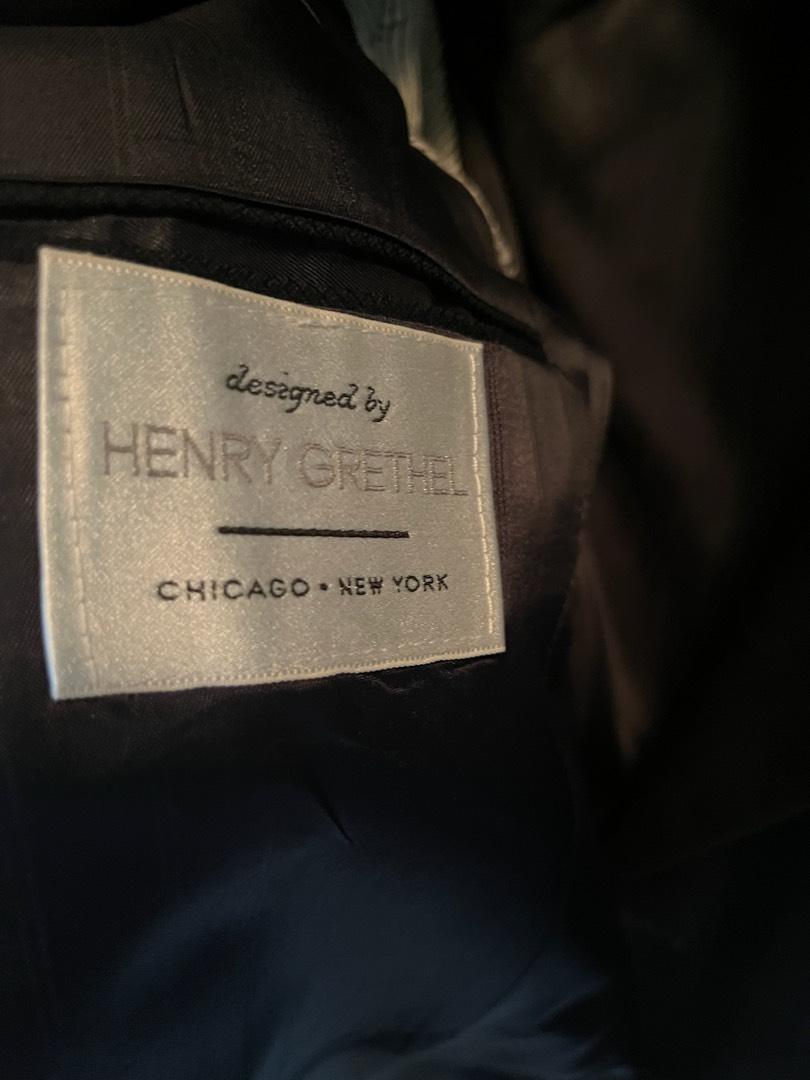 designed by
HENRY GRETHEL
CHICAGO • NEW YORK